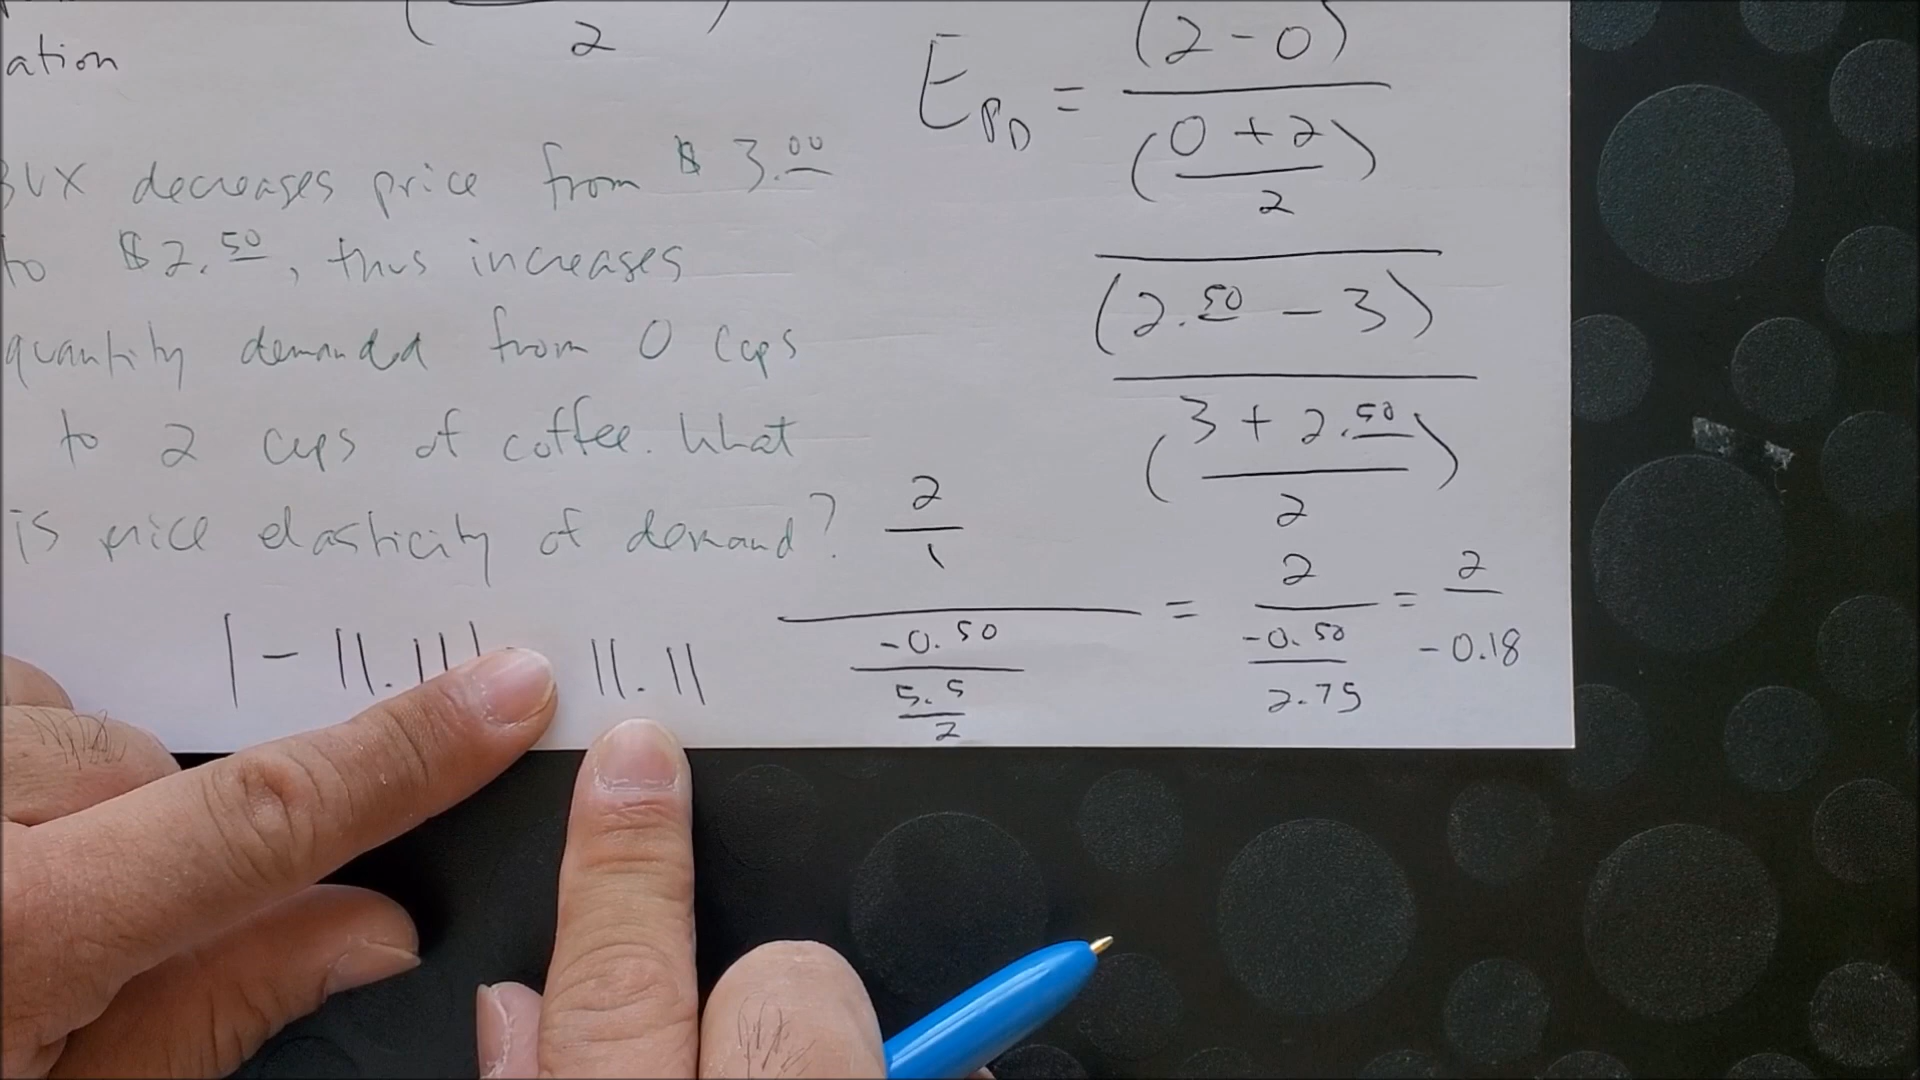 ation
2
BUX decreases price from $ 3.00
to $2.50, thus increases
quantity demanded from 0 cups
to 2 cups of coffee. What
is price elasticity of demand?
|-11.11| 11.11
E P D = (2-0)
(0+2)
2
(2.50 - 3)
(3+2.50)
2
2
1
-0.50
5.5
2
= 2
-0.50
2.75
= 2
-0.18